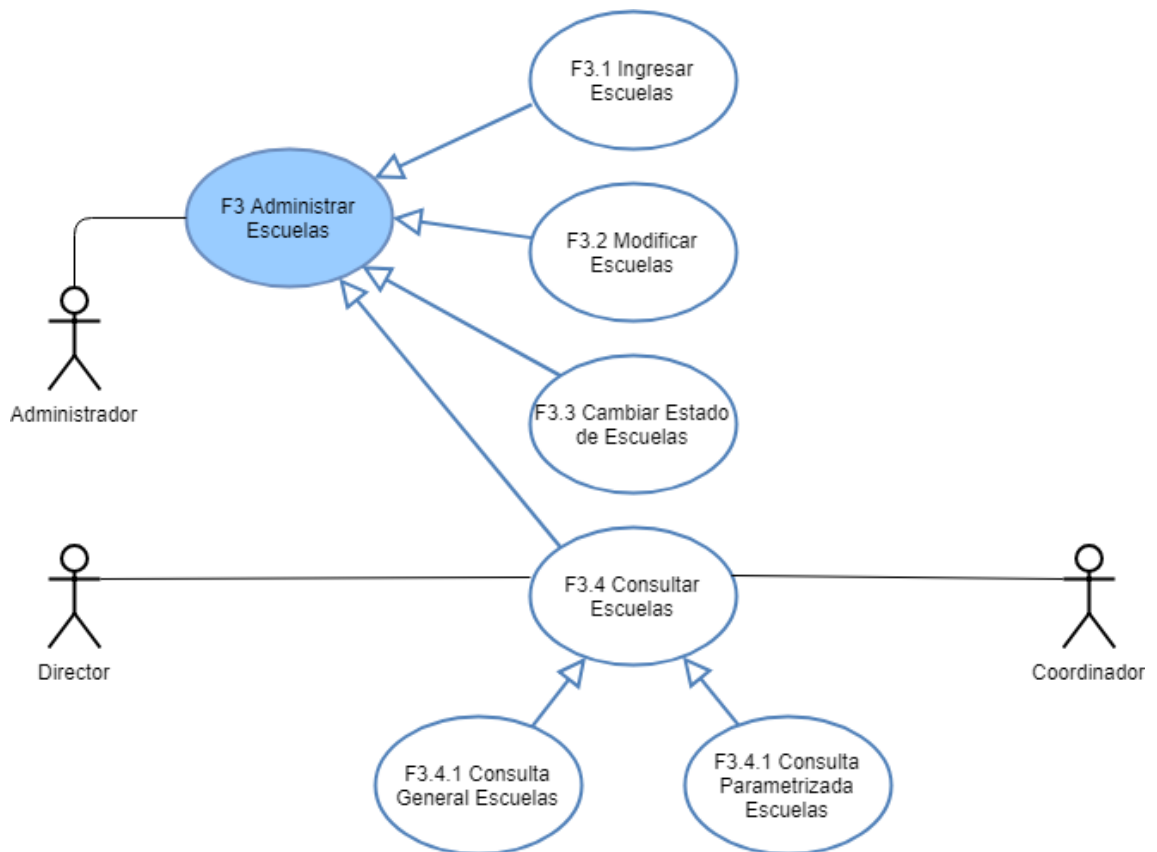 F3.1 Ingresar
Escuelas
F3 Administrar
Escuelas
F3.2 Modificar
Escuelas
Administrador
F3.3 Cambiar Estado
de Escuelas
F3.4 Consultar
Escuelas
Director
Coordinador
F3.4.1 Consulta
General Escuelas
F3.4.1 Consulta
Parametrizada
Escuelas